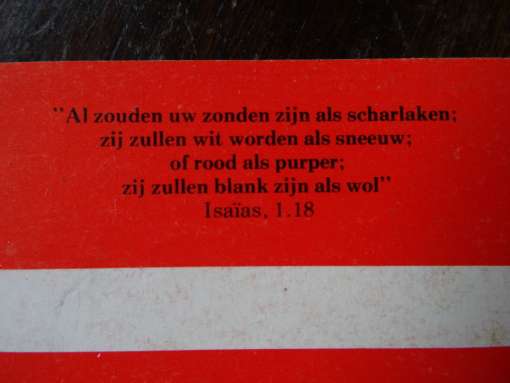 "Al zouden uw zonden zijn als scharlaken;
zij zullen wit worden als sneeuw;
of rood als purper;
zij zullen blank zijn als wol"
Isaïas, 1.18